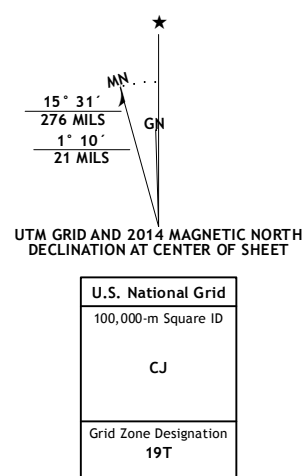 ★
MN
15° 31´
276 MILS
GN
1° 10´
21 MILS
UTM GRID AND 2014 MAGNETIC NORTH
DECLINATION AT CENTER OF SHEET
U.S. National Grid
100,000-m Square ID
CJ
Grid Zone Designation
19T